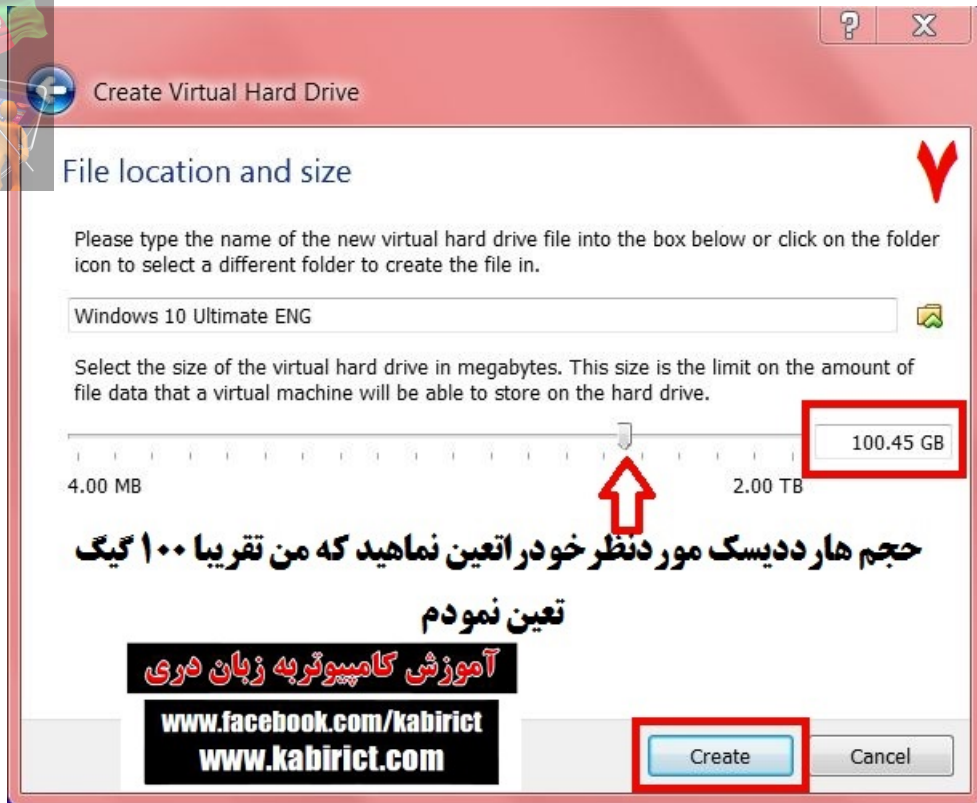 Create Virtual Hard Drive
File location and size
۷
Please type the name of the new virtual hard drive file into the box below or click on the folder
icon to select a different folder to create the file in.
Windows 10 Ultimate ENG
Select the size of the virtual hard drive in megabytes. This size is the limit on the amount of
file data that a virtual machine will be able to store on the hard drive.
100.45 GB
4.00 MB
2.00 TB
حجم هارددیسک موردنظر خودراتعین نماهید که من تقریبا ۱۰۰ گیگ
تعین نمودم
آموزش کامپیوتربه زبان دری
www.facebook.com/kabirict
www.kabirict.com
Create
Cancel